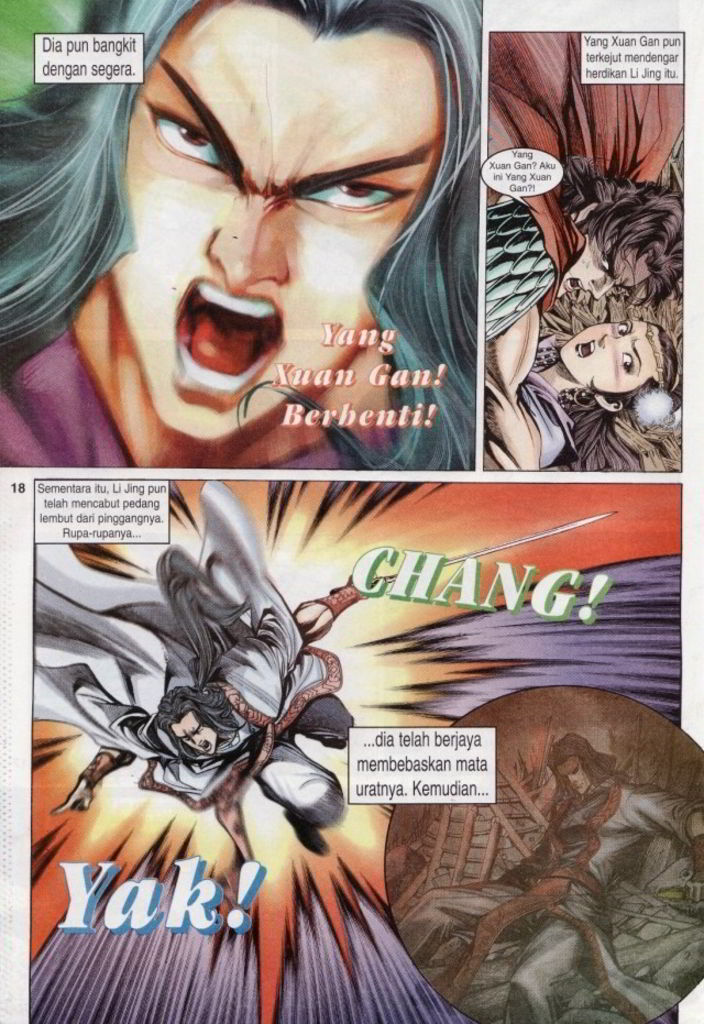 Dia pun bangkit
dengan segera.
Yang
Xuan Gan!
Berhenti!
Yang Xuan Gan pun
terkejut mendengar
herdikan Li Jing itu.
Yang
Xuan Gan? Aku
ini Yang Xuan
Gan?!
18
Sementara itu, Li Jing pun
telah mencabut pedang
lembut dari pinggangnya.
Rupa-rupanya...
CHANG!
...dia telah berjaya
membebaskan mata
uratnya. Kemudian...
Yak!